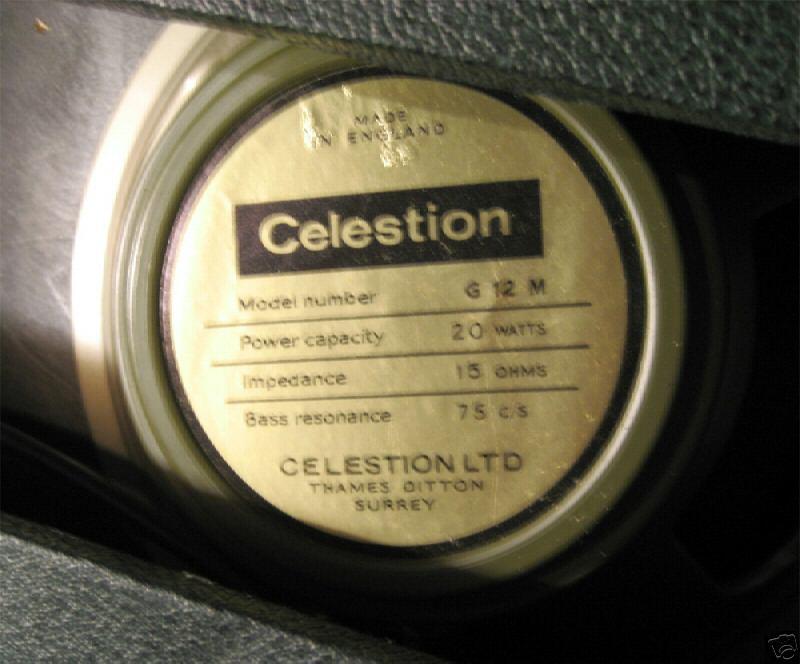 MADE
IN ENGLAND
Celestion
Model number G 12 M
Power capacity 20 WATTS
Impedance 15 OHMS
Bass resonance 75 C/S
CELESTION LTD
THAMES DITTON
SURREY